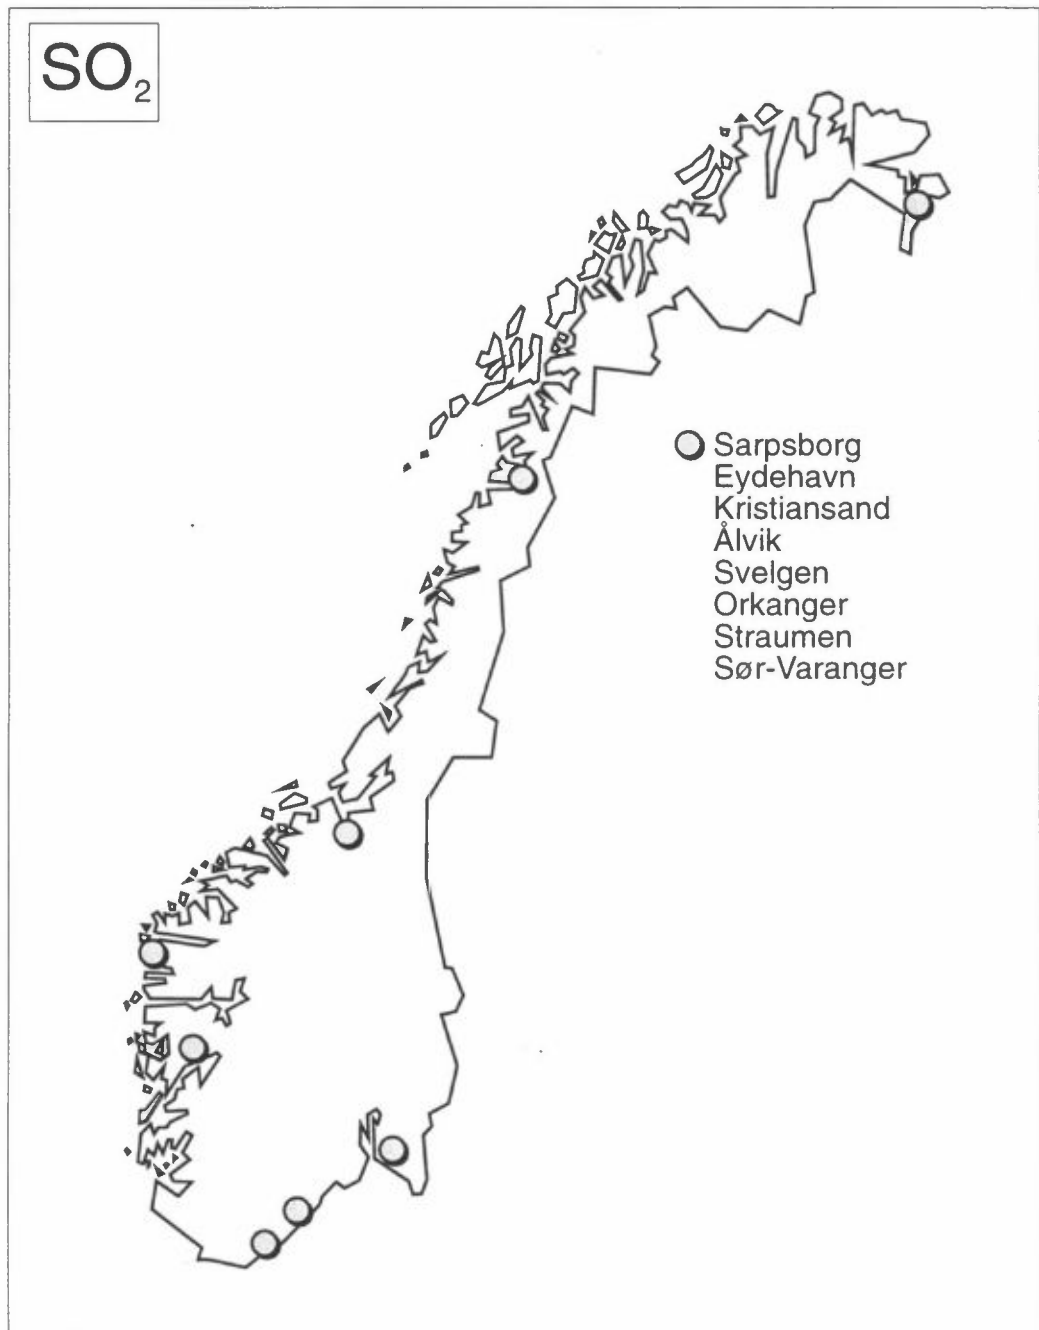 SO₂
Sarpsborg
Eydehavn
Kristiansand
Ålvik
Svelgen
Orkanger
Straumen
Sør-Varanger